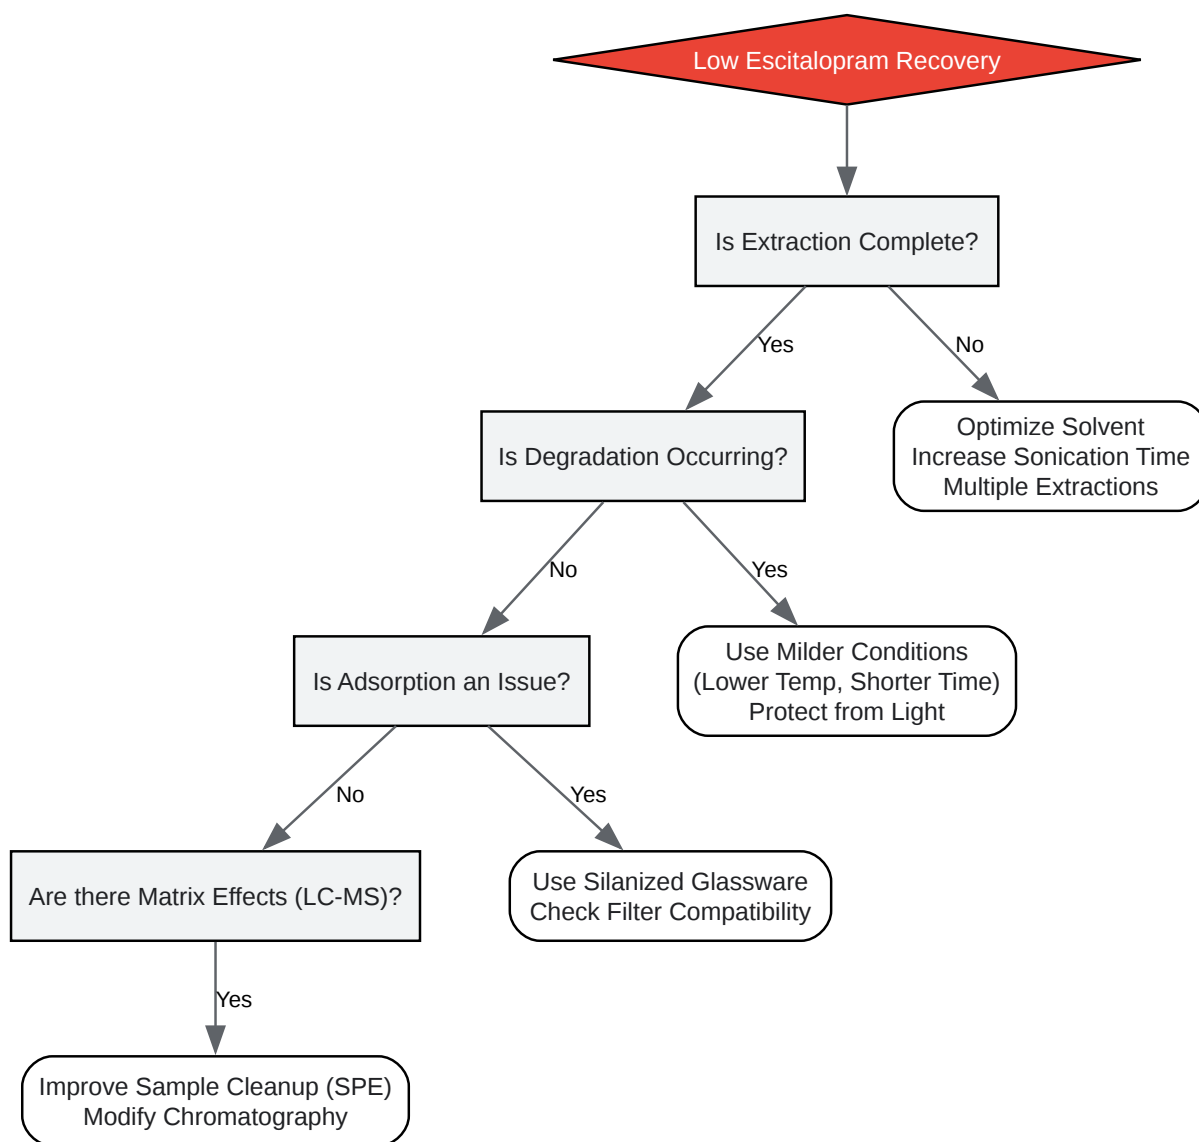 Low Escitalopram Recovery
Is Extraction Complete?
Yes
No
Optimize Solvent
Increase Sonication Time
Multiple Extractions
Is Degradation Occurring?
No
Yes
Use Milder Conditions
(Lower Temp, Shorter Time)
Protect from Light
Is Adsorption an Issue?
No
Yes
Use Silanized Glassware
Check Filter Compatibility
Are there Matrix Effects (LC-MS)?
Yes
Improve Sample Cleanup (SPE)
Modify Chromatography